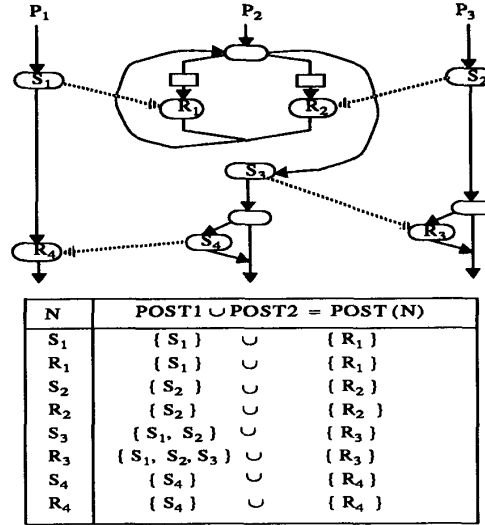 P1 P2 P3
S1 S2
R1 R2
S3
R3
S4
R4
N POST1 ∪ POST2 = POST (N)
S1 { S1 } ∪ { R1 }
R1 { S1 } ∪ { R1 }
S2 { S2 } ∪ { R2 }
R2 { S2 } ∪ { R2 }
S3 { S1, S2 } ∪ { R3 }
R3 { S1, S2, S3 } ∪ { R3 }
S4 { S4 } ∪ { R4 }
R4 { S4 } ∪ { R4 }